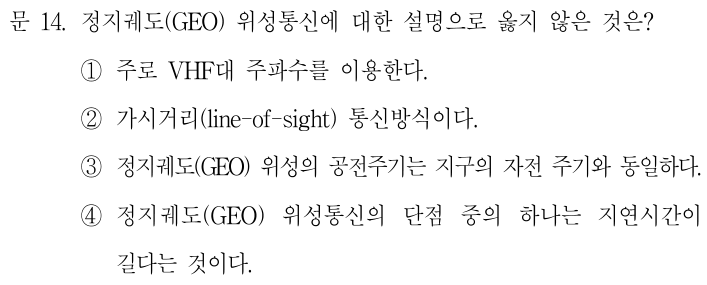 문 14. 정지궤도(GEO) 위성통신에 대한 설명으로 옳지 않은 것은?
① 주로 VHF대 주파수를 이용한다.
② 가시거리(line-of-sight) 통신방식이다.
③ 정지궤도(GEO) 위성의 공전주기는 지구의 자전 주기와 동일하다.
④ 정지궤도(GEO) 위성통신의 단점 중의 하나는 지연시간이
길다는 것이다.